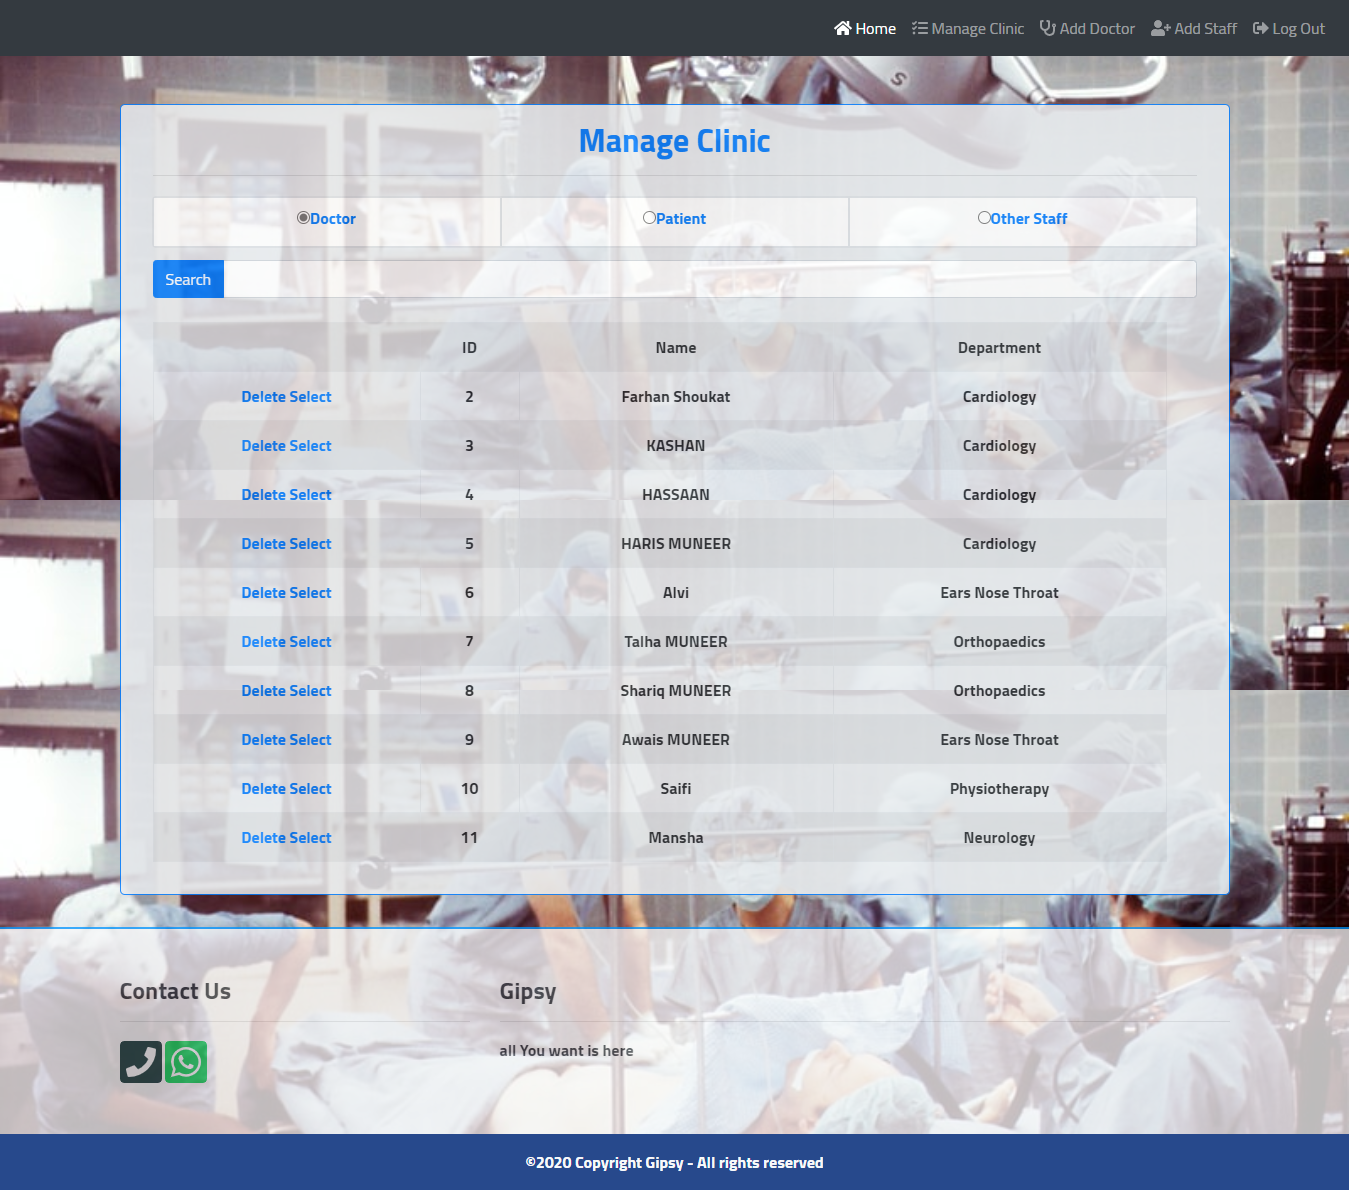 Home Manage Clinic Add Doctor Add Staff Log Out
Manage Clinic
Doctor Patient Other Staff
Search
ID Name Department
Delete Select 2 Farhan Shoukat Cardiology
Delete Select 3 KASHAN Cardiology
Delete Select 4 HASSAAN Cardiology
Delete Select 5 HARIS MUNEER Cardiology
Delete Select 6 Alvi Ears Nose Throat
Delete Select 7 Talha MUNEER Orthopaedics
Delete Select 8 Shariq MUNEER Orthopaedics
Delete Select 9 Awais MUNEER Ears Nose Throat
Delete Select 10 Saifi Physiotherapy
Delete Select 11 Mansha Neurology
Contact Us Gipsy
all You want is here
©2020 Copyright Gipsy - All rights reserved